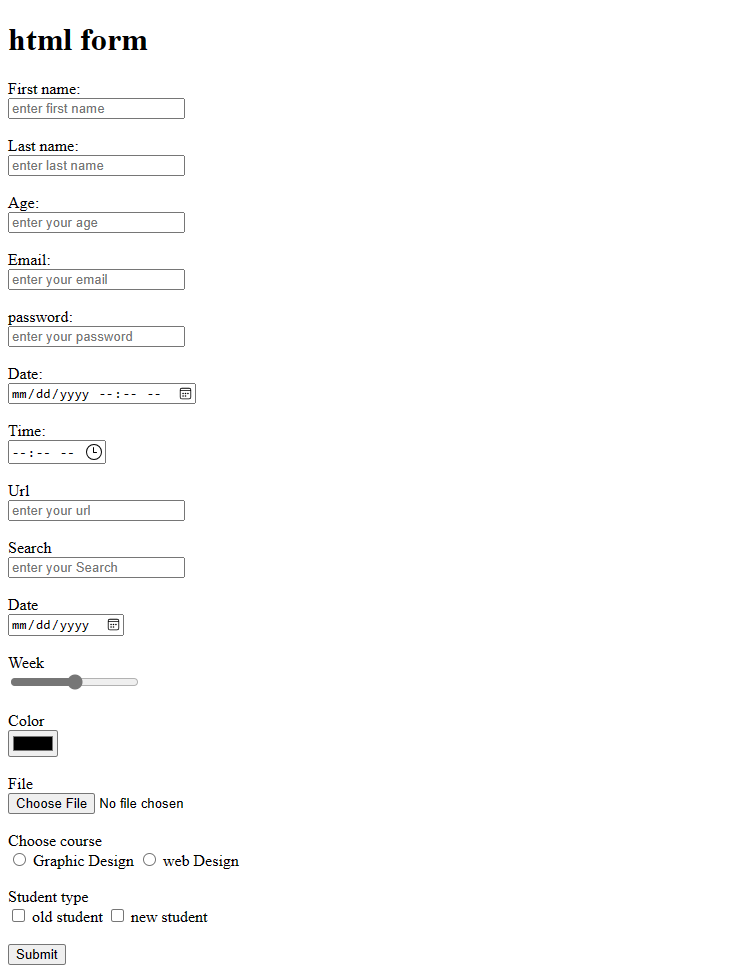 html form
First name:
enter first name
Last name:
enter last name
Age:
enter your age
Email:
enter your email
password:
enter your password
Date:
mm/dd/yyyy --:-- --
Time:
--:-- --
Url
enter your url
Search
enter your Search
Date
mm/dd/yyyy
Week
Color
File
Choose File No file chosen
Choose course
Graphic Design web Design
Student type
old student new student
Submit